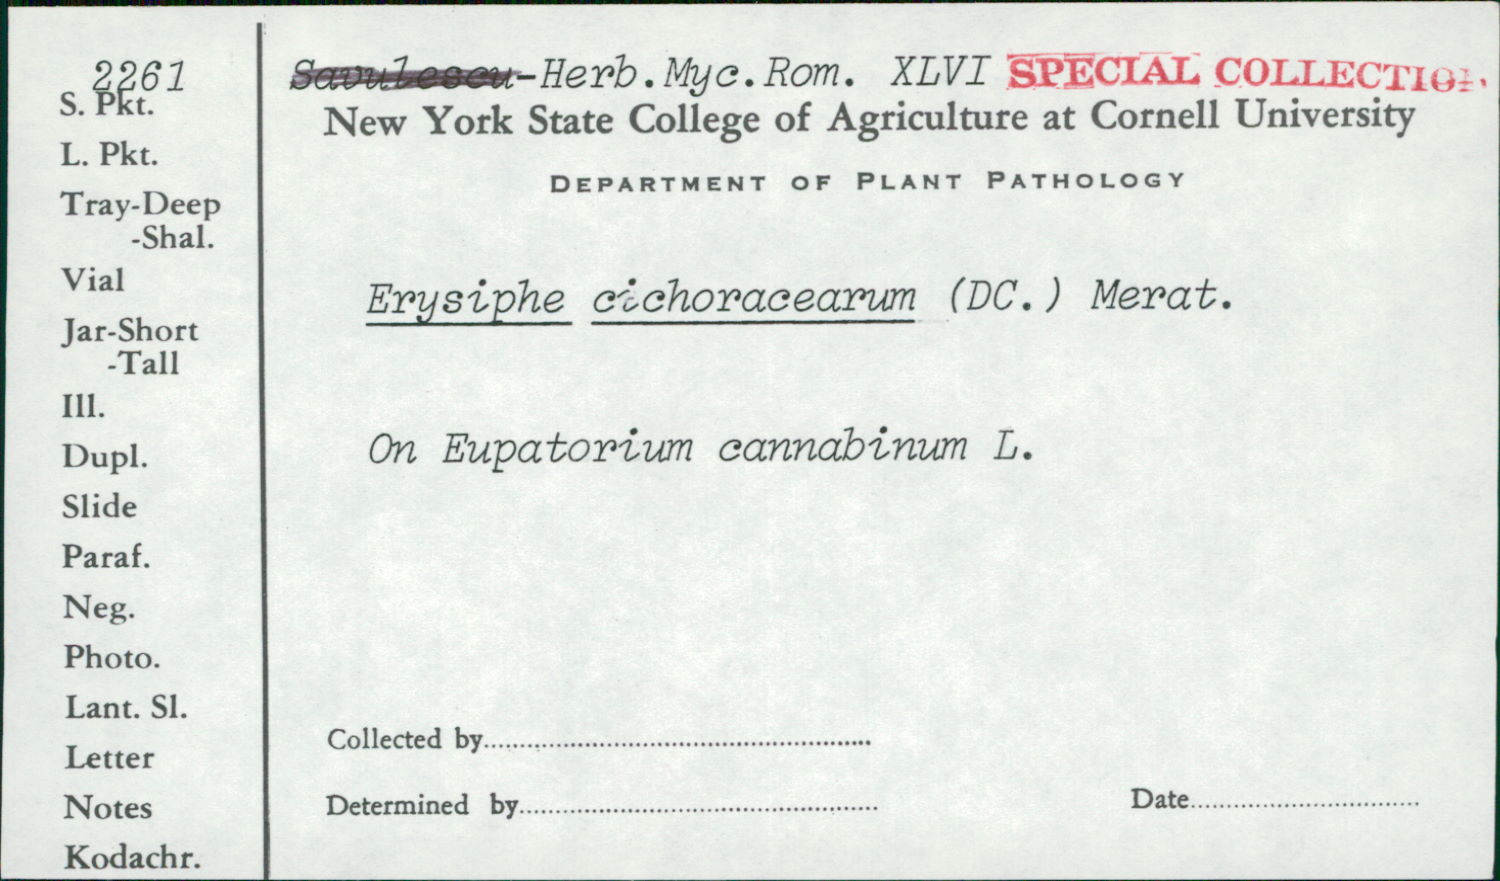 2261
S. Pkt.
L. Pkt.
Tray-Deep
-Shal.
Vial
Jar-Short
-Tall
Ill.
Dupl.
Slide
Paraf.
Neg.
Photo.
Lant. Sl.
Letter
Notes
Kodachr.
Savulescu-Herb.Myc.Rom. XLVI SPECIAL COLLECTION.
New York State College of Agriculture at Cornell University
DEPARTMENT OF PLANT PATHOLOGY
Erysiphe cichoracearum (DC.) Merat.
On Eupatorium cannabinum L.
Collected by
Determined by
Date